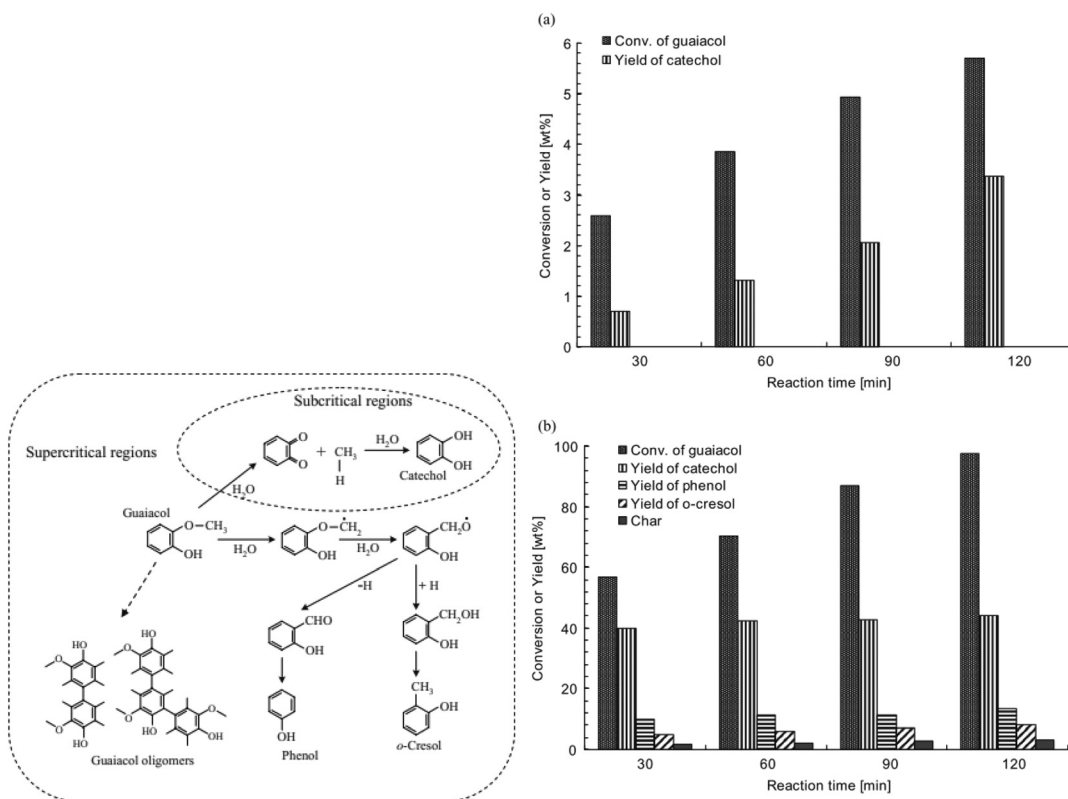 (a)
Conv. of guaiacol
Yield of catechol
Conversion or Yield [wt%]
6
5
4
3
2
1
0
30 60 90 120
Reaction time [min]
(b)
Conv. of guaiacol
Yield of catechol
Yield of phenol
Yield of o-cresol
Char
Conversion or Yield [wt%]
100
80
60
40
20
0
30 60 90 120
Reaction time [min]
Subcritical regions
Supercritical regions
O
O
+
CH3
H
H2O
OH
OH
Catechol
H2O
Guaiacol
O—CH3
OH
H2O
O—ĊH2
OH
H2O
CH2Ȯ
OH
-H
+ H
CHO
OH
CH2OH
OH
Phenol
OH
CH3
OH
o-Cresol
HO
O
O
HO
HO
O
O
HO
O
OH
Guaiacol oligomers